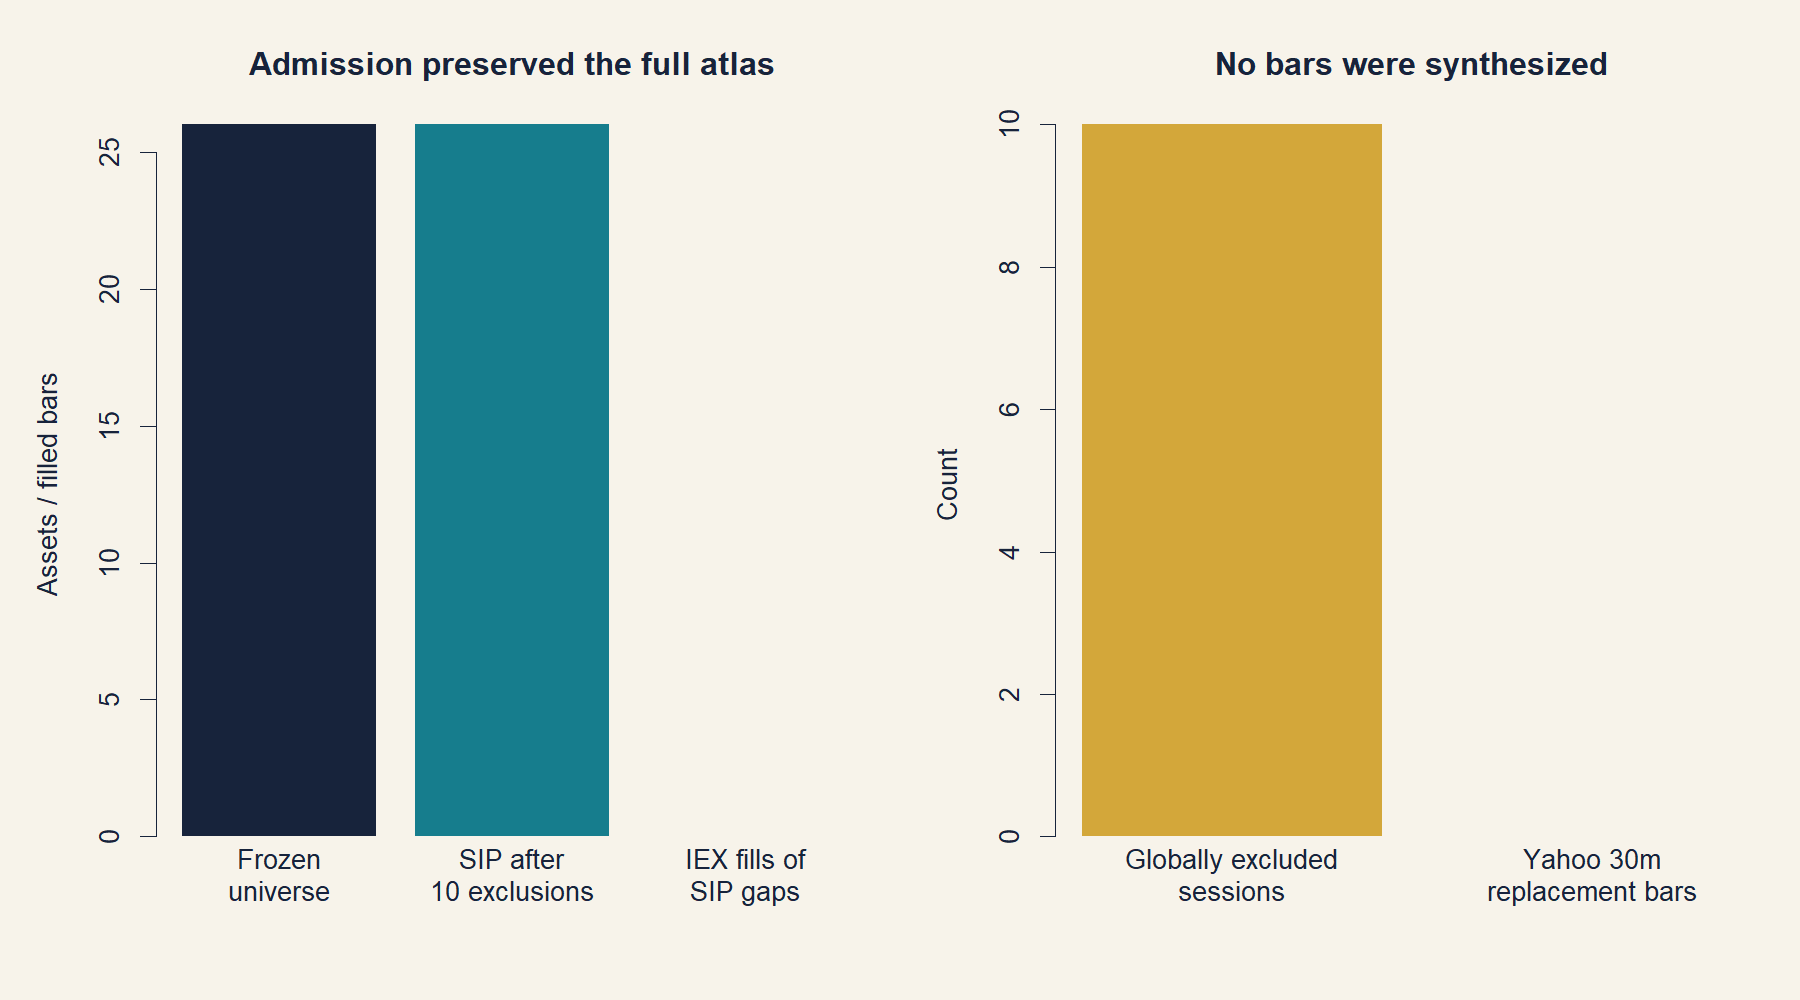 Admission preserved the full atlas
Assets / filled bars
25
20
15
10
5
0
Frozen
universe
SIP after
10 exclusions
IEX fills of
SIP gaps
No bars were synthesized
Count
10
8
6
4
2
0
Globally excluded
sessions
Yahoo 30m
replacement bars